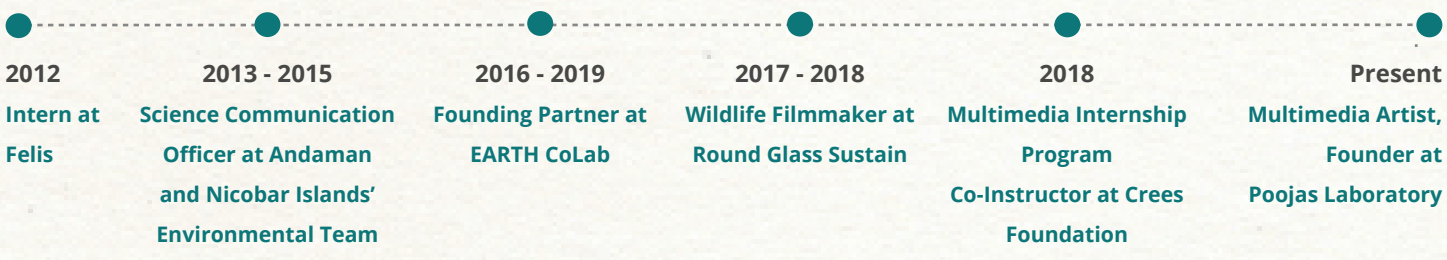 2012
Intern at
Felis
2013 - 2015
Science Communication
Officer at Andaman
and Nicobar Islands’
Environmental Team
2016 - 2019
Founding Partner at
EARTH CoLab
2017 - 2018
Wildlife Filmmaker at
Round Glass Sustain
2018
Multimedia Internship
Program
Co-Instructor at Crees
Foundation
Present
Multimedia Artist,
Founder at
Poojas Laboratory